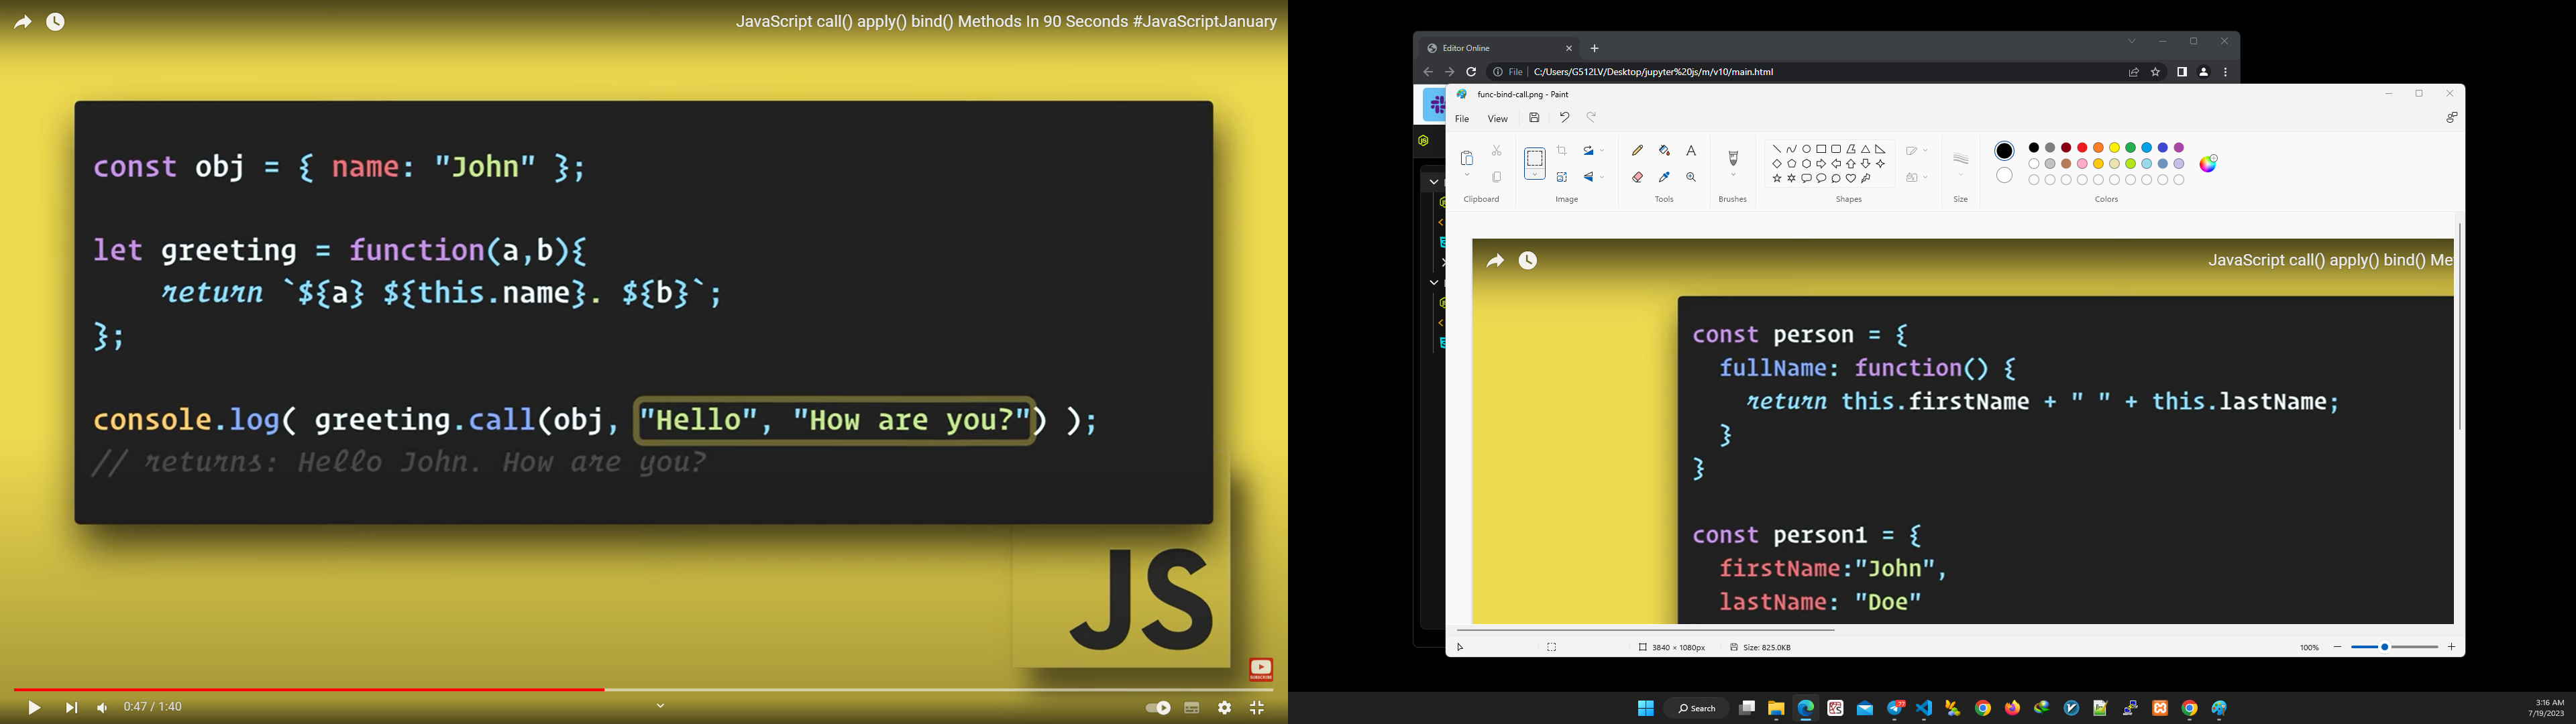 JavaScript call() apply() bind() Methods In 90 Seconds #JavaScriptJanuary
const obj = { name: "John" };
let greeting = function(a,b){
return `${a} ${this.name}. ${b}`;
};
console.log( greeting.call(obj, "Hello", "How are you?") );
// returns: Hello John. How are you?
JS
SUBSCRIBE
0:47 / 1:40
Editor Online
File
C:/Users/G512LV/Desktop/jupyter%20js/m/v10/main.html
func-bind-call.png - Paint
File View
Clipboard Image Tools Brushes Shapes Size Colors
JavaScript call() apply() bind() Me
const person = {
fullName: function() {
return this.firstName + " " + this.lastName;
}
}
const person1 = {
firstName:"John",
lastName: "Doe"
3840 × 1080px Size: 825.0KB 100%
Search
3:16 AM
7/19/2023